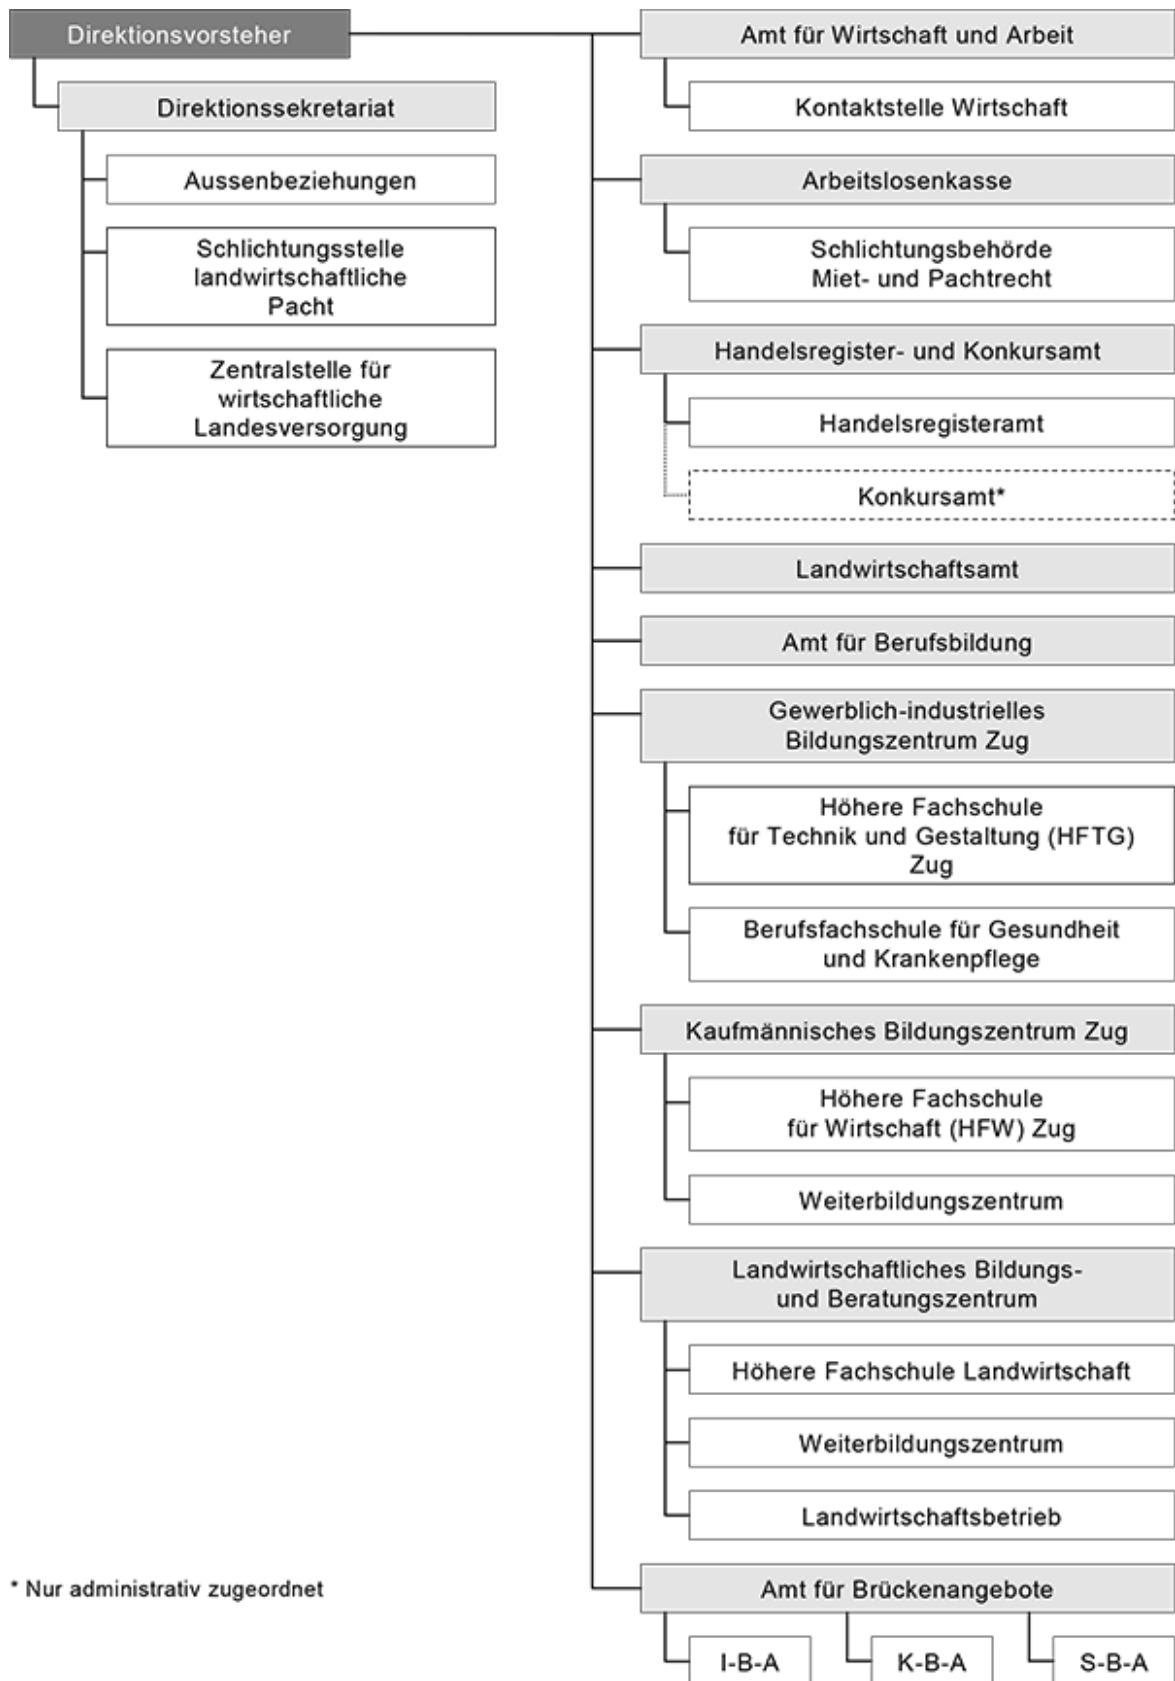 Direktionsvorsteher
Direktionssekretariat
Aussenbeziehungen
Schlichtungsstelle
landwirtschaftliche
Pacht
Zentralstelle für
wirtschaftliche
Landesversorgung
Amt für Wirtschaft und Arbeit
Kontaktstelle Wirtschaft
Arbeitslosenkasse
Schlichtungsbehörde
Miet- und Pachtrecht
Handelsregister- und Konkursamt
Handelsregisteramt
Konkursamt*
Landwirtschaftsamt
Amt für Berufsbildung
Gewerblich-industrielles
Bildungszentrum Zug
Höhere Fachschule
für Technik und Gestaltung (HFTG)
Zug
Berufsfachschule für Gesundheit
und Krankenpflege
Kaufmännisches Bildungszentrum Zug
Höhere Fachschule
für Wirtschaft (HFW) Zug
Weiterbildungszentrum
Landwirtschaftliches Bildungs-
und Beratungszentrum
Höhere Fachschule Landwirtschaft
Weiterbildungszentrum
Landwirtschaftsbetrieb
Amt für Brückenangebote
I-B-A
K-B-A
S-B-A
* Nur administrativ zugeordnet